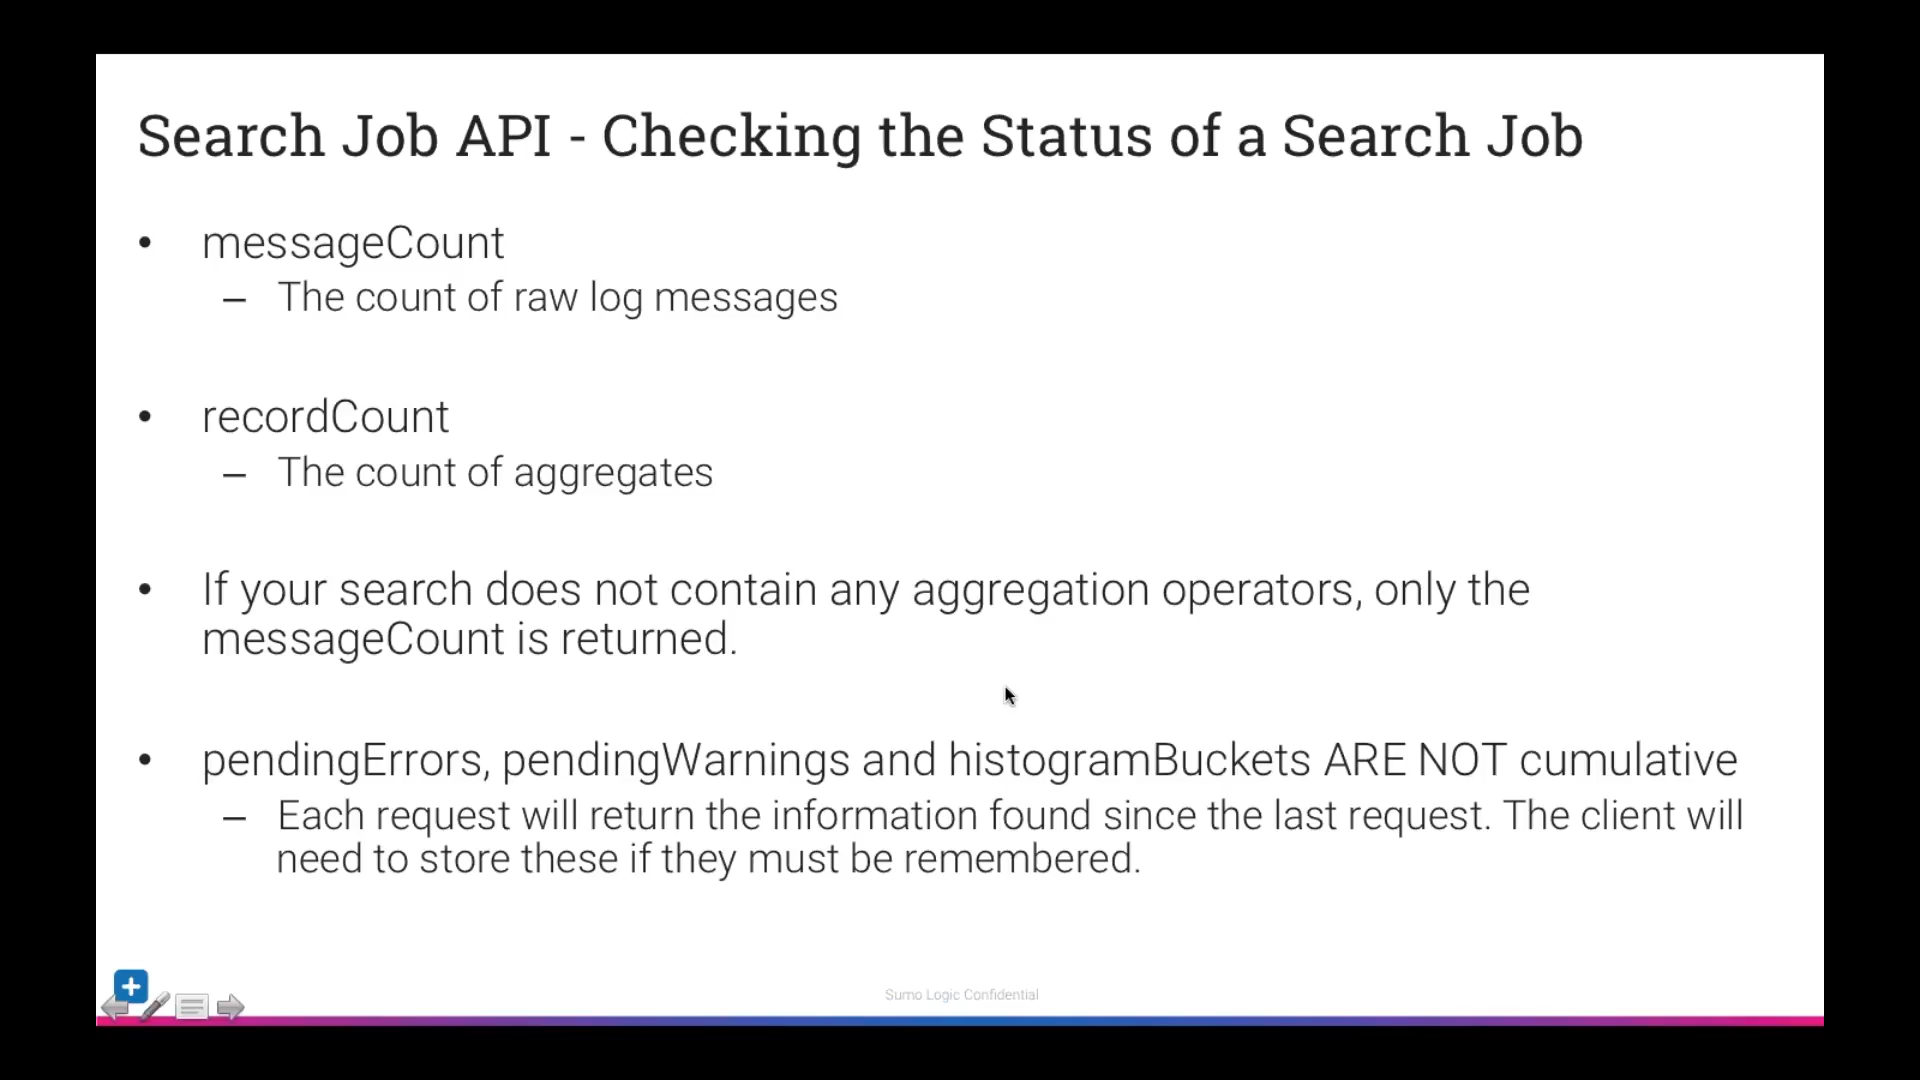 Search Job API - Checking the Status of a Search Job
• messageCount
– The count of raw log messages
• recordCount
– The count of aggregates
• If your search does not contain any aggregation operators, only the
messageCount is returned.
• pendingErrors, pendingWarnings and histogramBuckets ARE NOT cumulative
– Each request will return the information found since the last request. The client will
need to store these if they must be remembered.
Sumo Logic Confidential